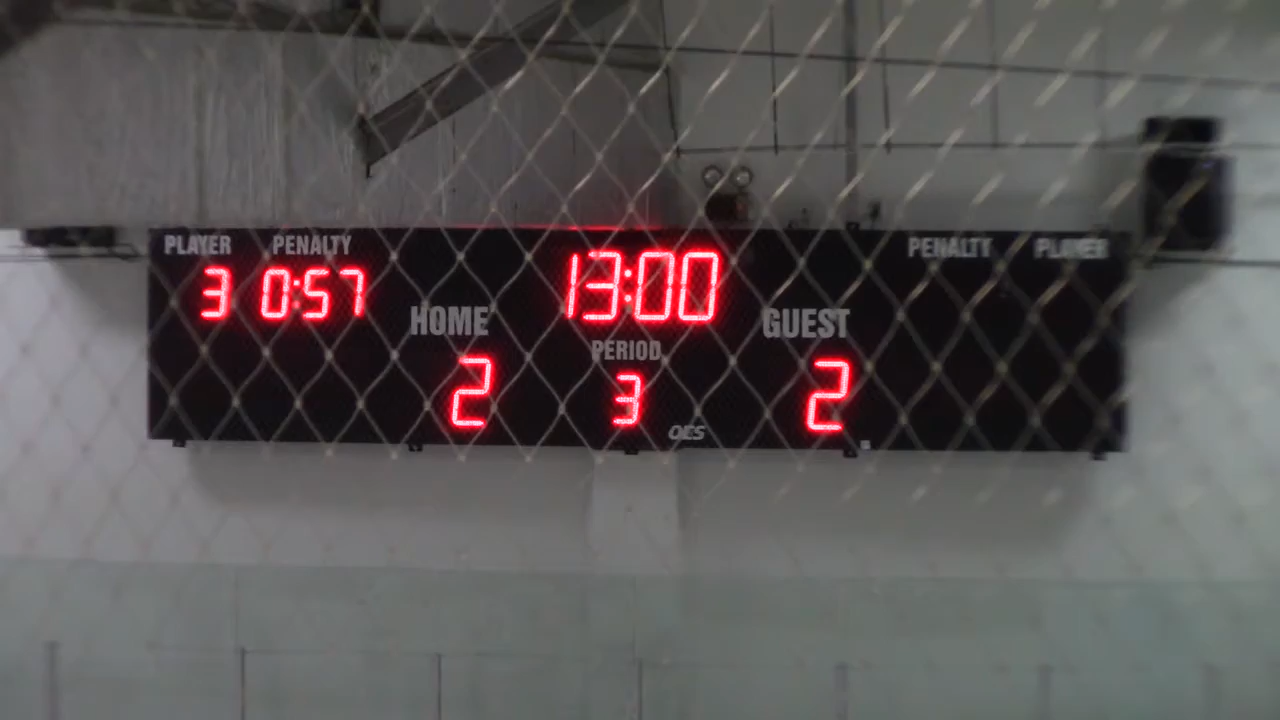 PLAYER PENALTY 13:00 PENALTY PLAYER
3 0:57
HOME GUEST
PERIOD
2 3 2
OES